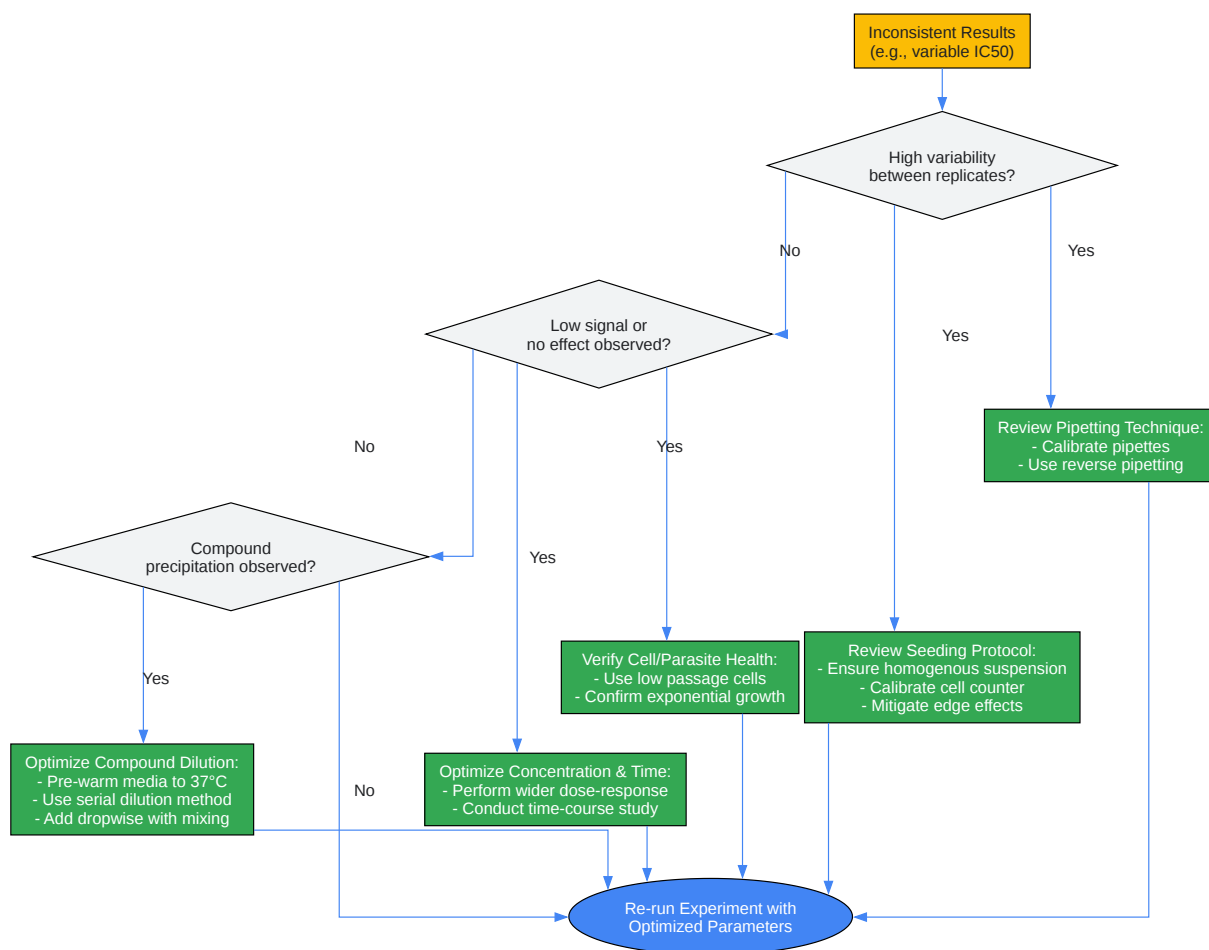 Inconsistent Results
(e.g., variable IC50)
High variability
between replicates?
No
Yes
Low signal or
no effect observed?
Yes
Review Pipetting Technique:
- Calibrate pipettes
- Use reverse pipetting
No
Yes
Compound
precipitation observed?
Yes
Verify Cell/Parasite Health:
- Use low passage cells
- Confirm exponential growth
Review Seeding Protocol:
- Ensure homogenous suspension
- Calibrate cell counter
- Mitigate edge effects
Yes
Optimize Compound Dilution:
- Pre-warm media to 37°C
- Use serial dilution method
- Add dropwise with mixing
No
Optimize Concentration & Time:
- Perform wider dose-response
- Conduct time-course study
Re-run Experiment with
Optimized Parameters